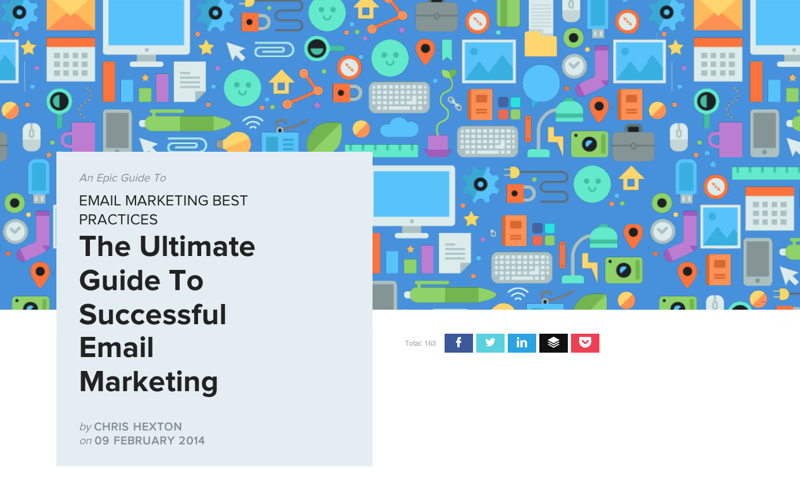 An Epic Guide To
EMAIL MARKETING BEST
PRACTICES
The Ultimate
Guide To
Successful
Email
Marketing
by CHRIS HEXTON
on 09 FEBRUARY 2014
Total: 163
f
in